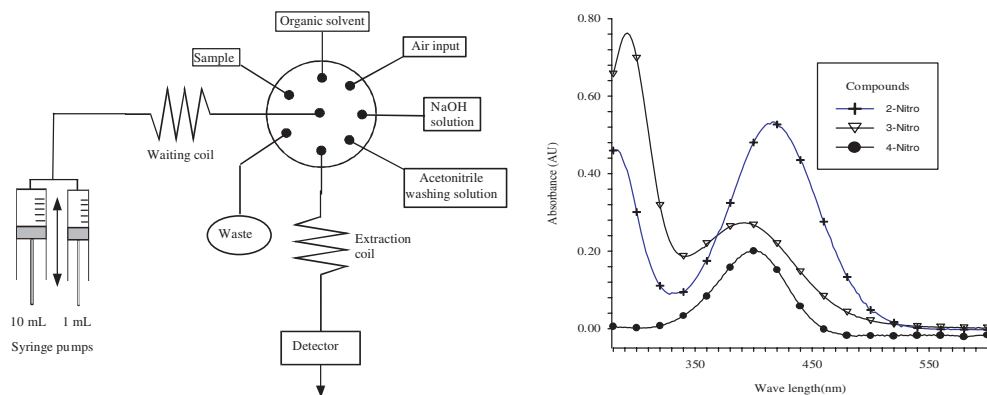 Organic solvent
Air input
Sample
NaOH
solution
Waiting coil
Acetonitrile
washing solution
Waste
Extraction
coil
10 mL
1 mL
Syringe pumps
Detector
0.80
0.60
0.40
0.20
0.00
Absorbance (AU)
Compounds
2-Nitro
3-Nitro
4-Nitro
350
450
550
Wave length(nm)